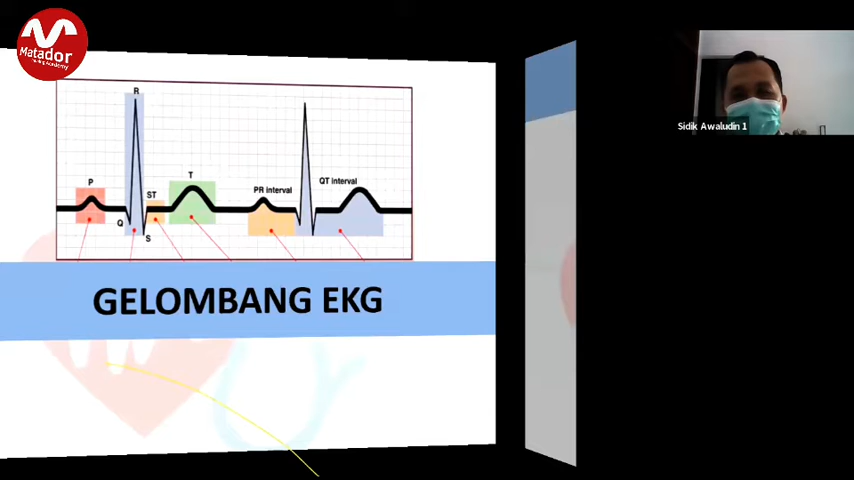 Matador
R
P
ST
T
PR interval
QT interval
Q
S
GELOMBANG EKG
Sidik Awaludin 1